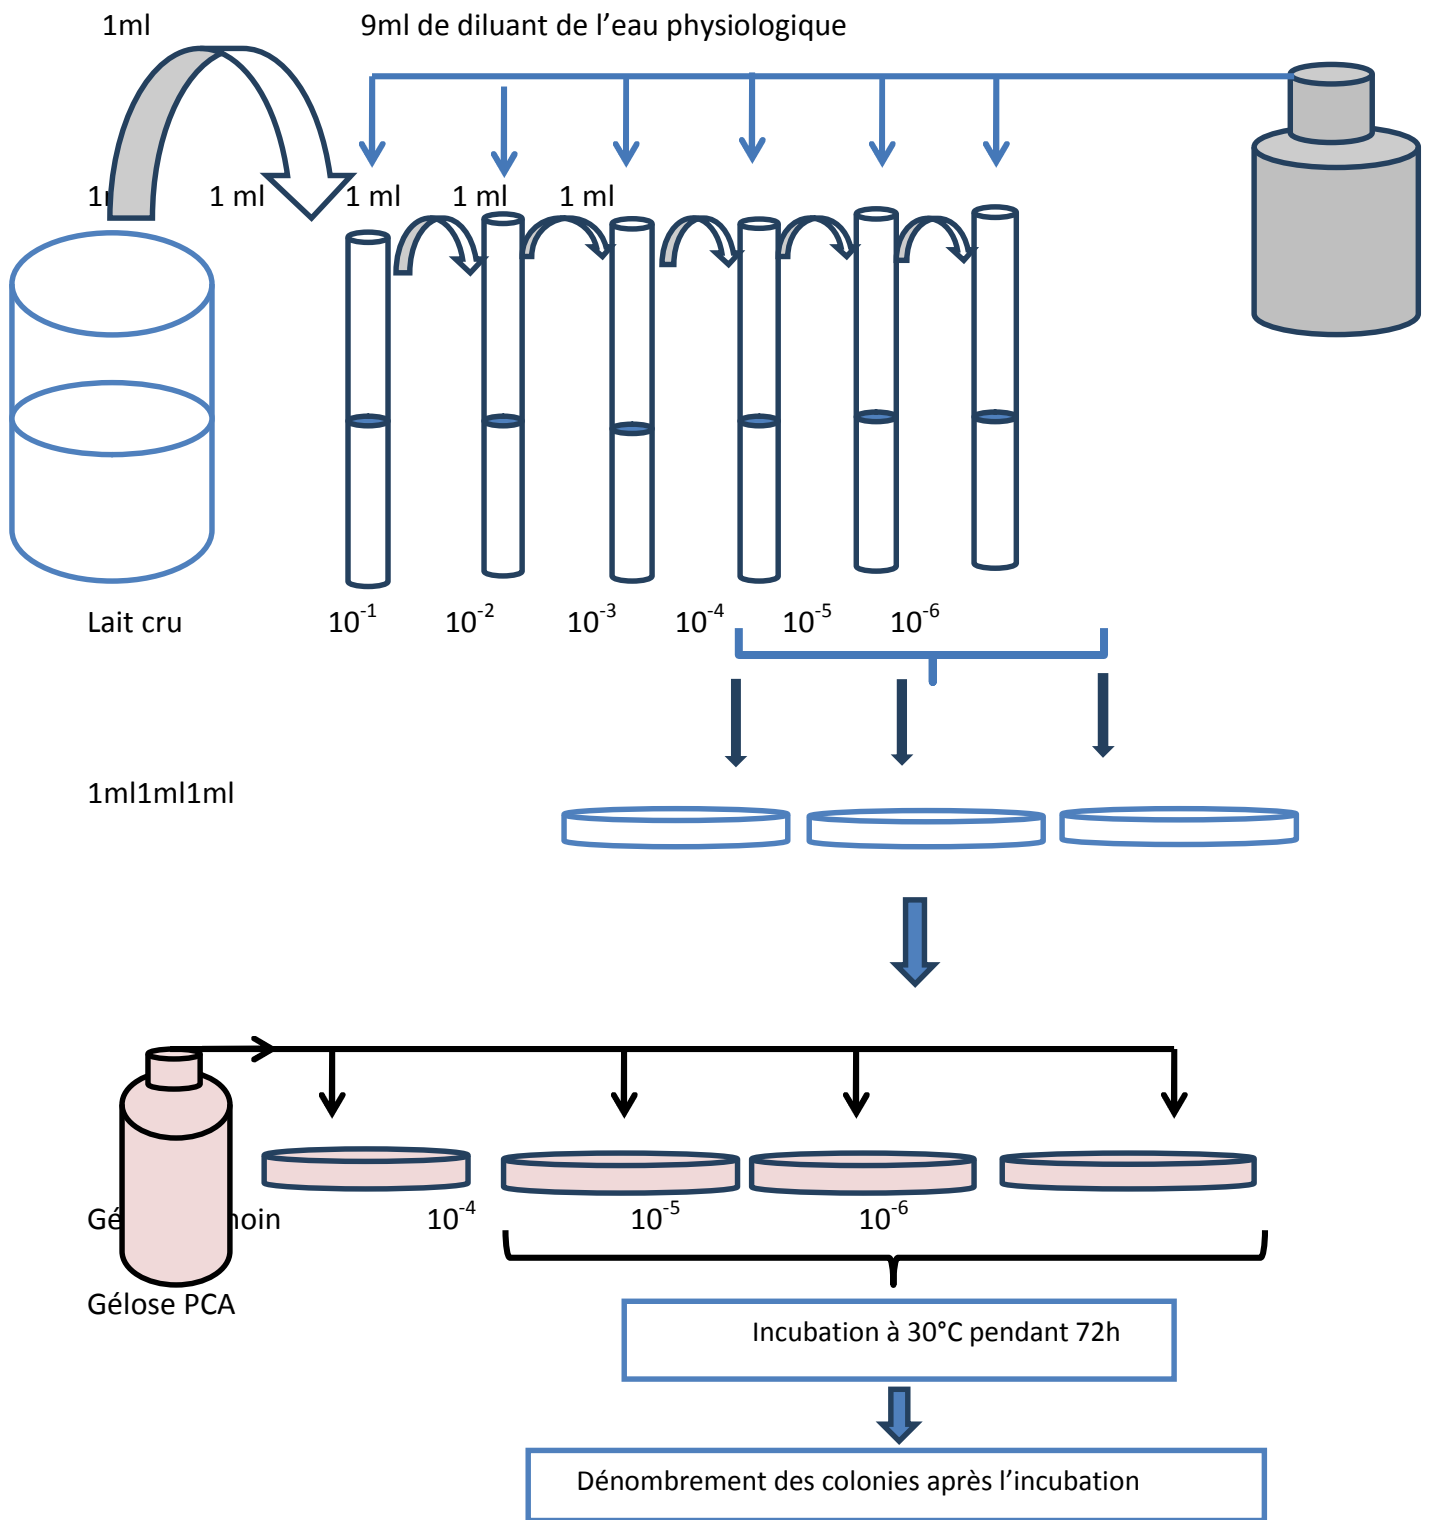 1ml 9ml de diluant de l’eau physiologique
1 ml 1 ml 1 ml 1 ml
Lait cru 10⁻¹ 10⁻² 10⁻³ 10⁻⁴ 10⁻⁵ 10⁻⁶
1ml1ml1ml
10⁻⁴ 10⁻⁵ 10⁻⁶
Gélose PCA
Incubation à 30°C pendant 72h
Dénombrement des colonies après l’incubation